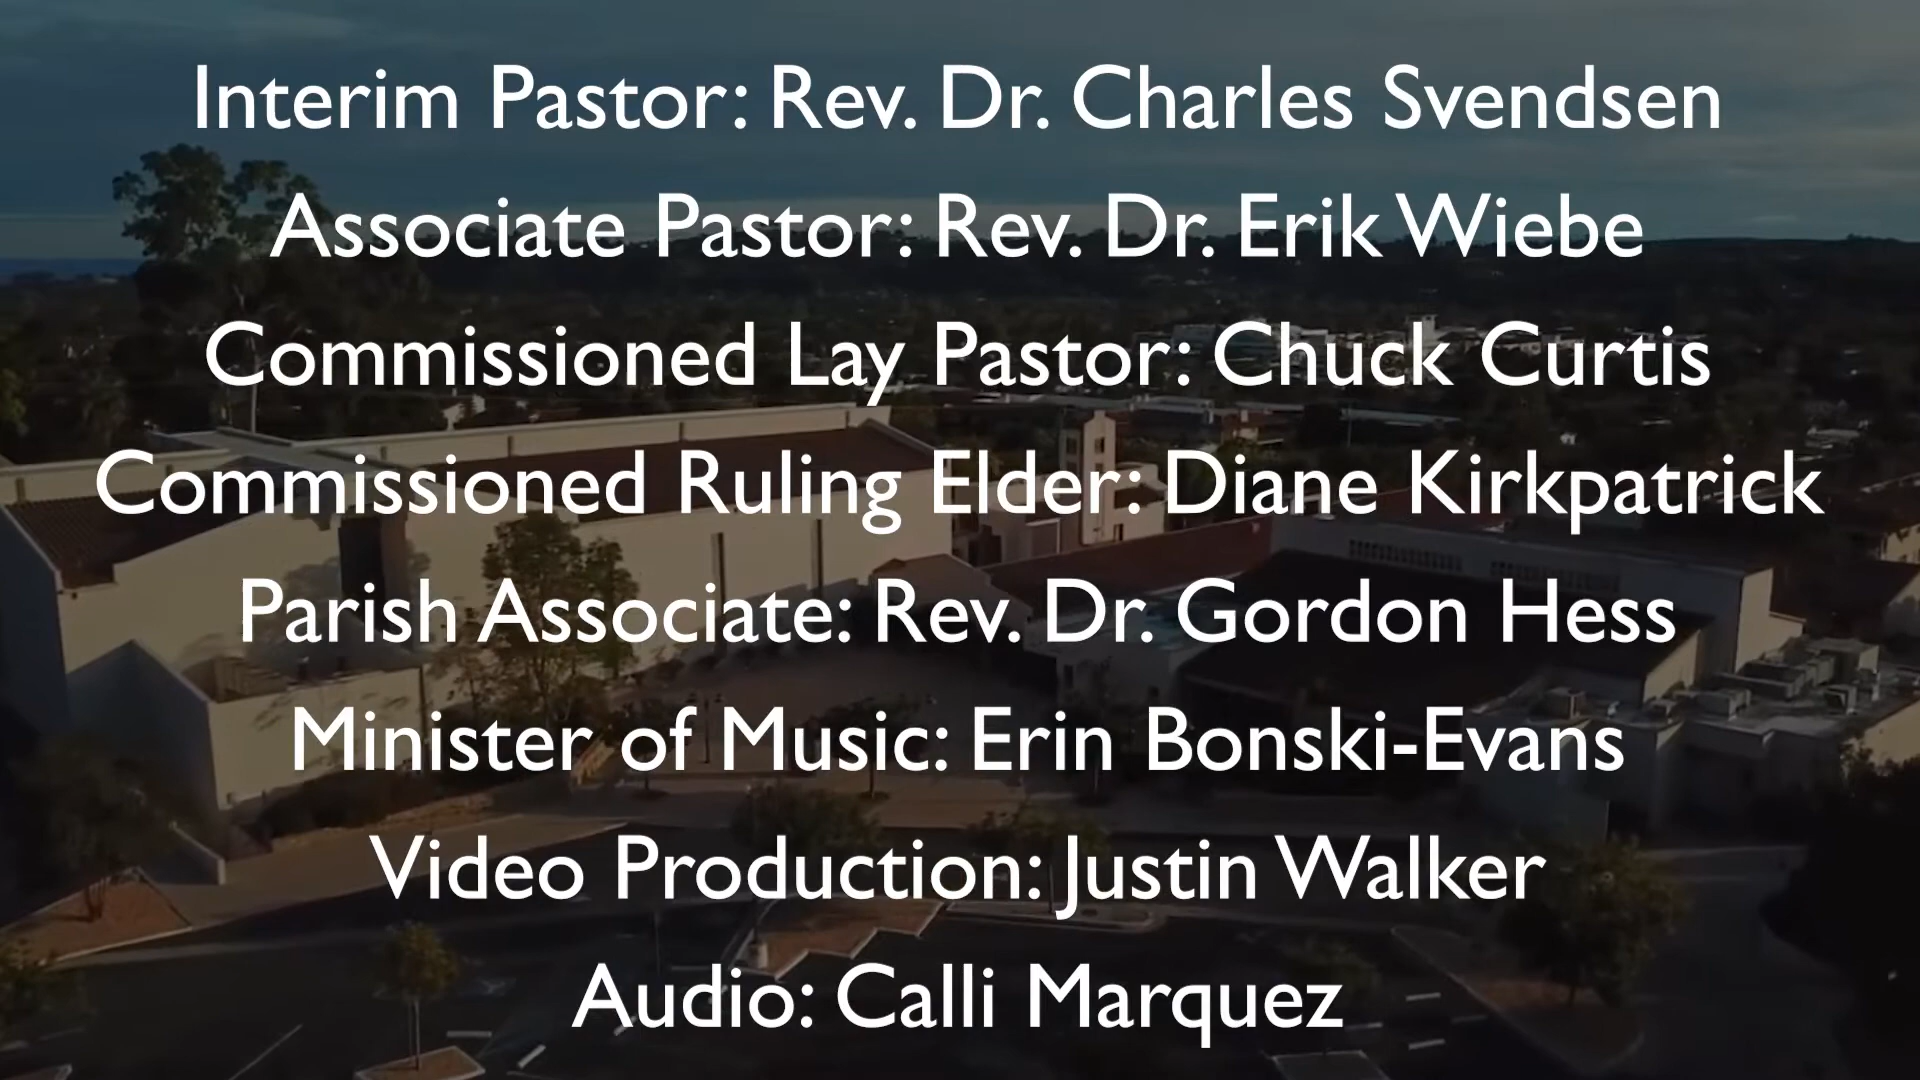 Interim Pastor: Rev. Dr. Charles Svendsen
Associate Pastor: Rev. Dr. Erik Wiebe
Commissioned Lay Pastor: Chuck Curtis
Commissioned Ruling Elder: Diane Kirkpatrick
Parish Associate: Rev. Dr. Gordon Hess
Minister of Music: Erin Bonski-Evans
Video Production: Justin Walker
Audio: Calli Marquez